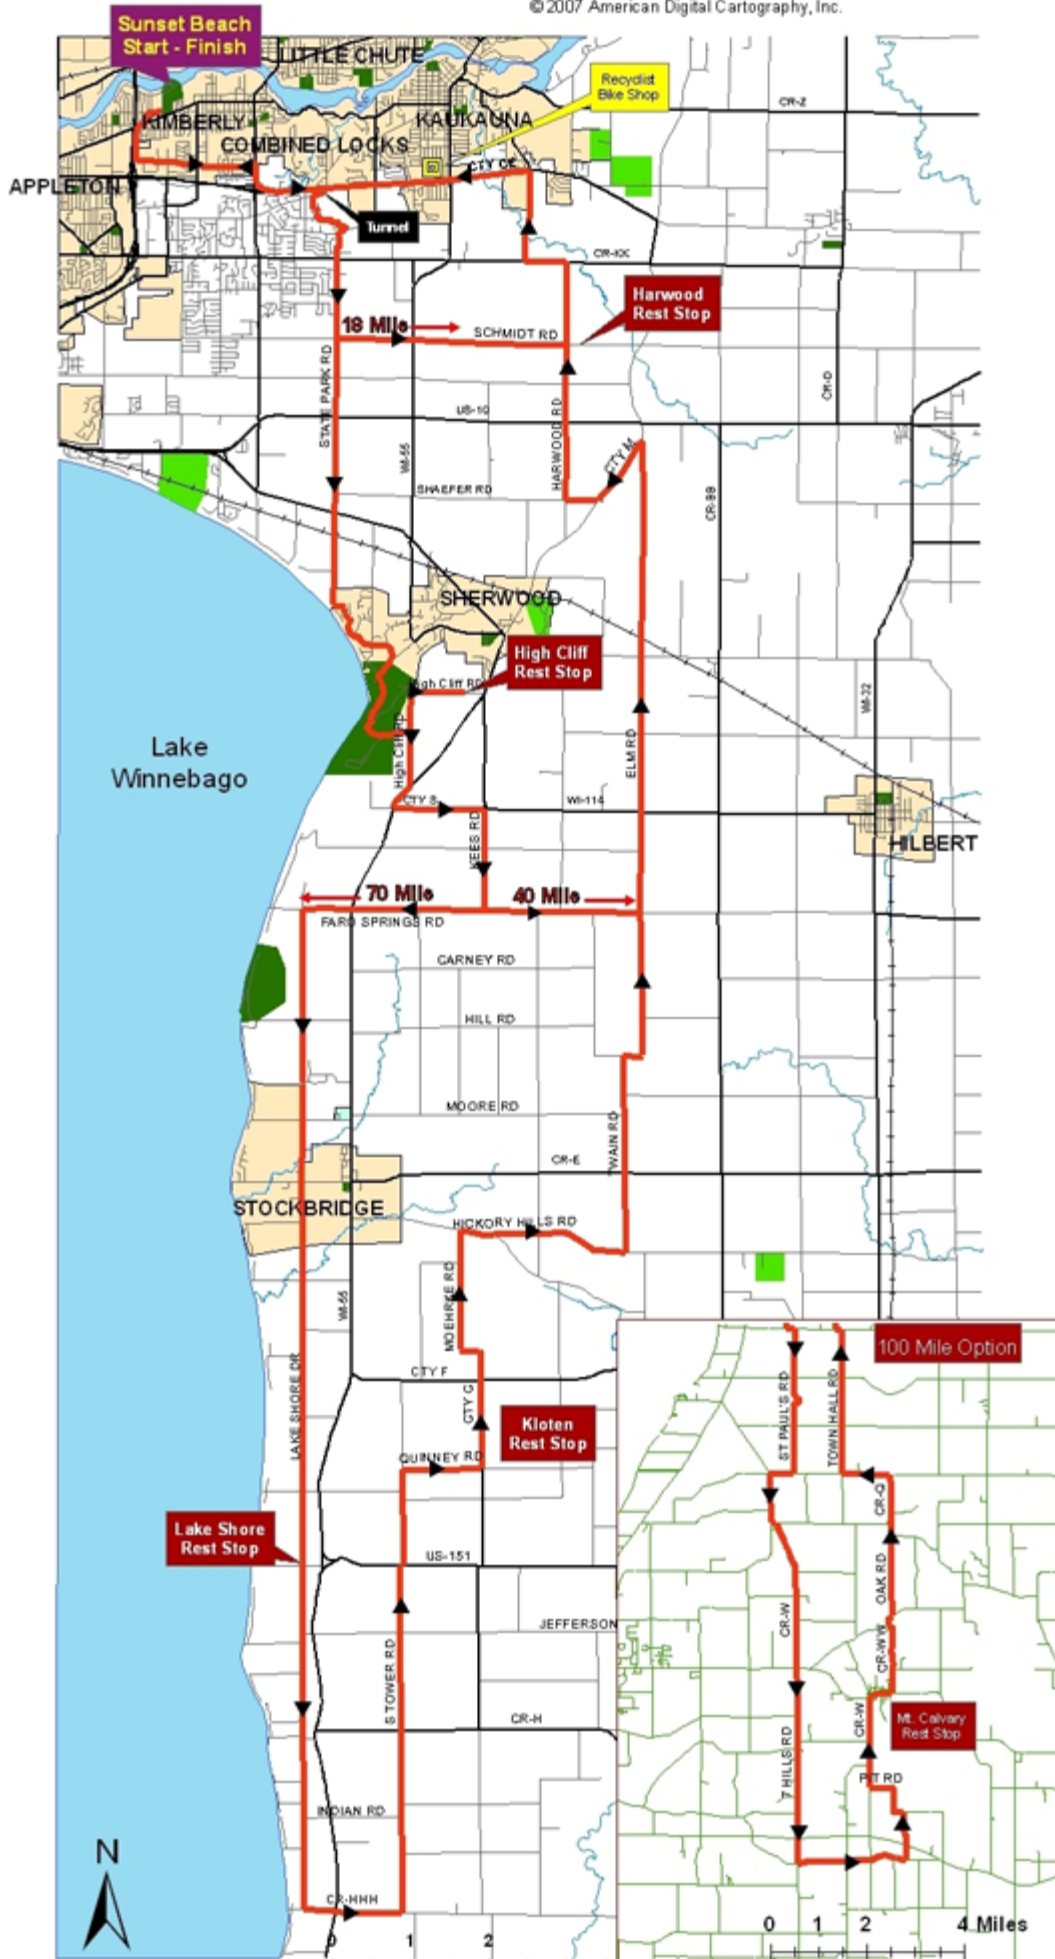 ©2007 American Digital Cartography, Inc.
Sunset Beach
Start - Finish
LITTLE CHUTE
Recyclist
Bike Shop
CR-Z
KIMBERLY
KAUKAUNA
COMBINED LOCKS
CTY CE
APPLETON
Tunnel
CR-KK
Harwood
Rest Stop
18 Mile
SCHMIDT RD
STATE PARK RD
CR-D
US-10
HARWOOD RD
WI-55
CTY M
SHAEFER RD
CR-99
SHERWOOD
High Cliff
Rest Stop
High Cliff RD
WI-32
High Cliff RD
ELM RD
Lake
Winnebago
CTY S
WI-114
KEES RD
HILBERT
70 Mile
40 Mile
FARO SPRINGS RD
CARNEY RD
HILL RD
MOORE RD
TWAIN RD
CR-E
STOCKBRIDGE
HICKORY HILLS RD
MOEHRKE RD
WI-55
100 Mile Option
CTY F
LAKE SHORE DR
CTY G
ST PAUL'S RD
TOWN HALL RD
Kloten
Rest Stop
QUINNEY RD
CR-Q
Lake Shore
Rest Stop
US-151
OAK RD
JEFFERSON
CR-W
CR-WW
S TOWER RD
CR-H
CR-W
Mt. Calvary
Rest Stop
7 HILLS RD
PIT RD
INDIAN RD
N
CR-HHH
0 1 2 4 Miles
0 1 2